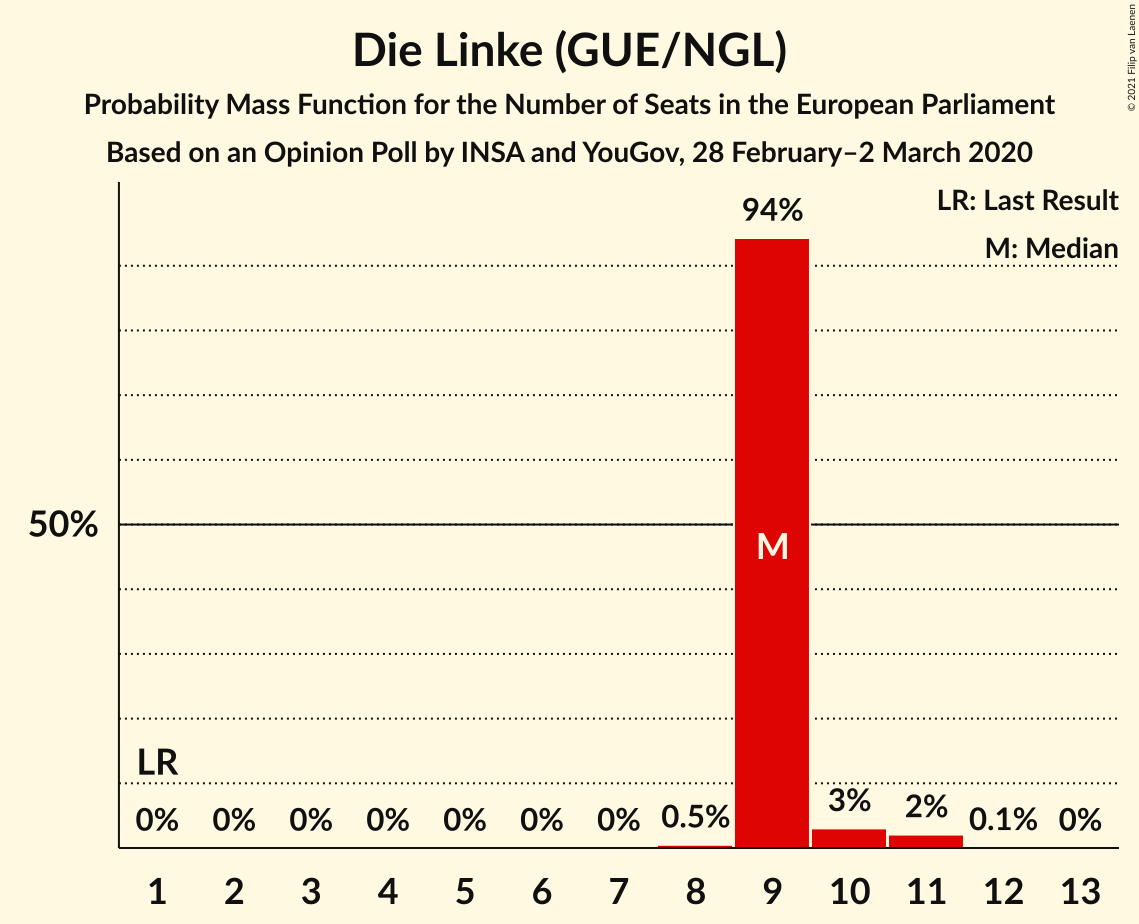 Die Linke (GUE/NGL)
Probability Mass Function for the Number of Seats in the European Parliament
Based on an Opinion Poll by INSA and YouGov, 28 February–2 March 2020
© 2021 Filip van Laenen
LR: Last Result
M: Median
94%
50%
M
LR
0% 0% 0% 0% 0% 0% 0% 0.5% 3% 2% 0.1% 0%
1 2 3 4 5 6 7 8 9 10 11 12 13